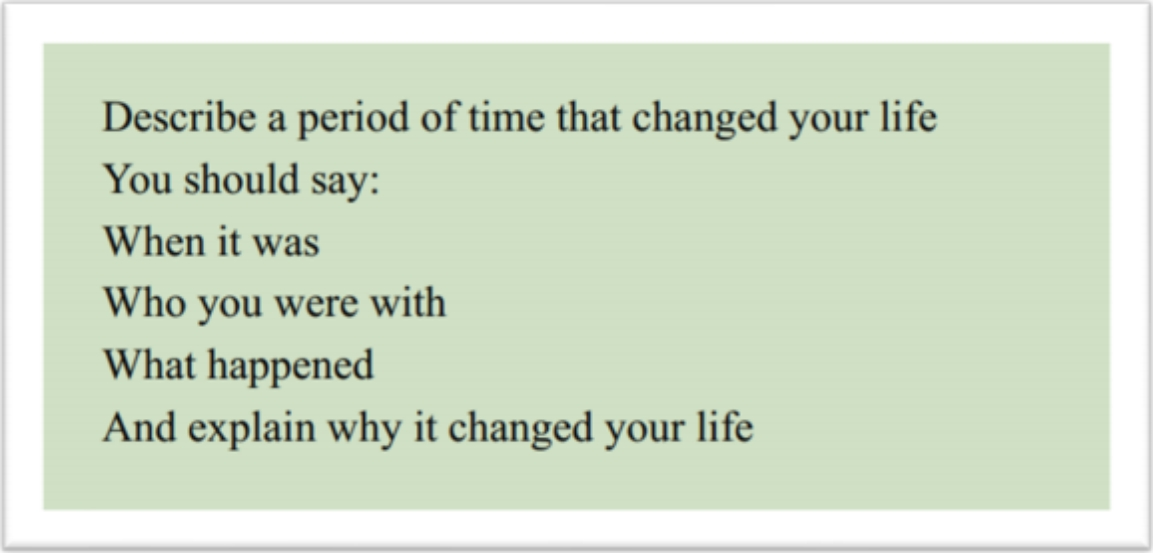 Describe a period of time that changed your life
You should say:
When it was
Who you were with
What happened
And explain why it changed your life